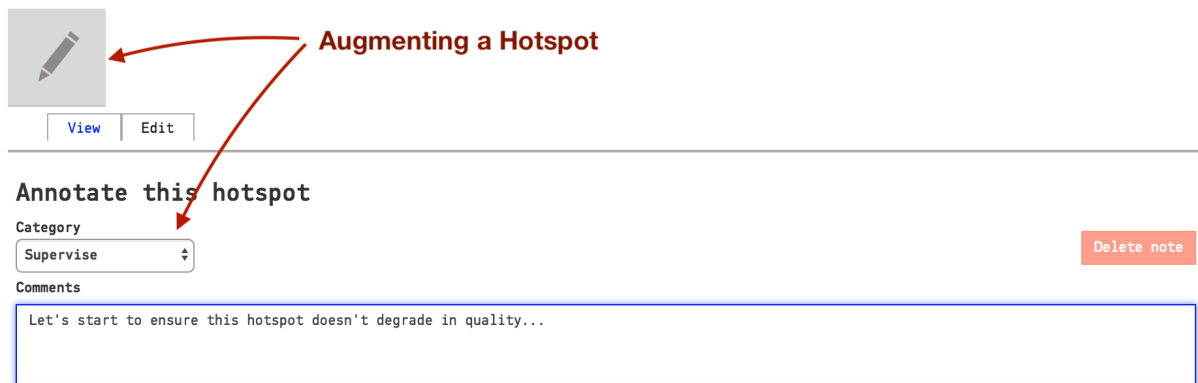 Augmenting a Hotspot
View Edit
Annotate this hotspot
Category
Supervise
Delete note
Comments
Let's start to ensure this hotspot doesn't degrade in quality...